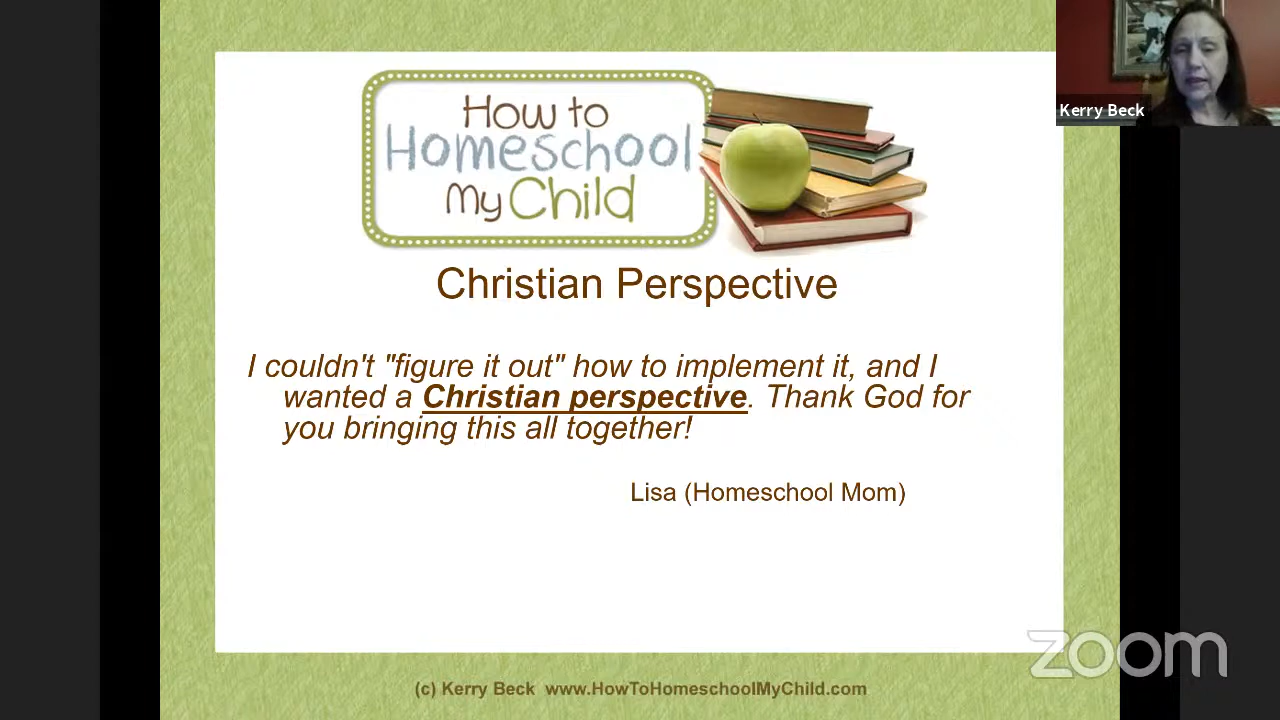 How to
Homeschool
My Child
Kerry Beck
Christian Perspective
I couldn't "figure it out" how to implement it, and I
wanted a Christian perspective. Thank God for
you bringing this all together!
Lisa (Homeschool Mom)
zoom
(c) Kerry Beck www.HowToHomeschoolMyChild.com